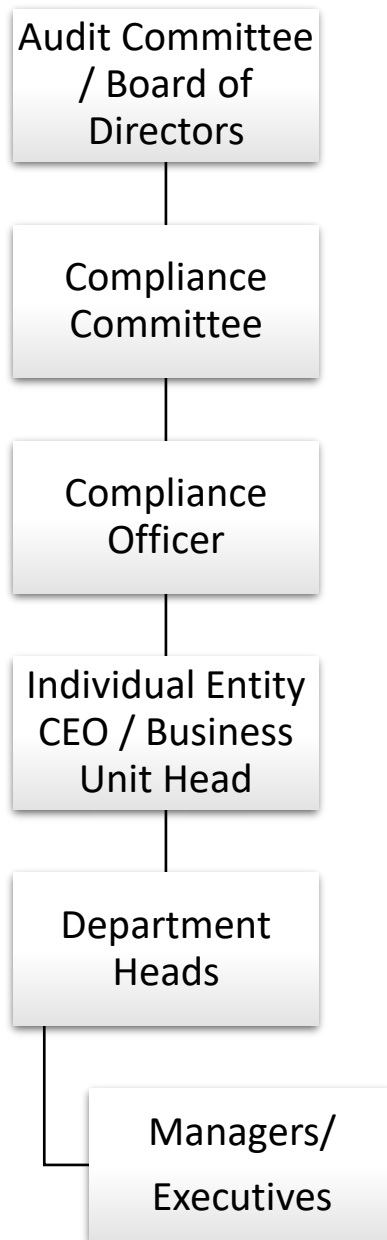 Audit Committee
/ Board of
Directors
Compliance
Committee
Compliance
Officer
Individual Entity
CEO / Business
Unit Head
Department
Heads
Managers/
Executives